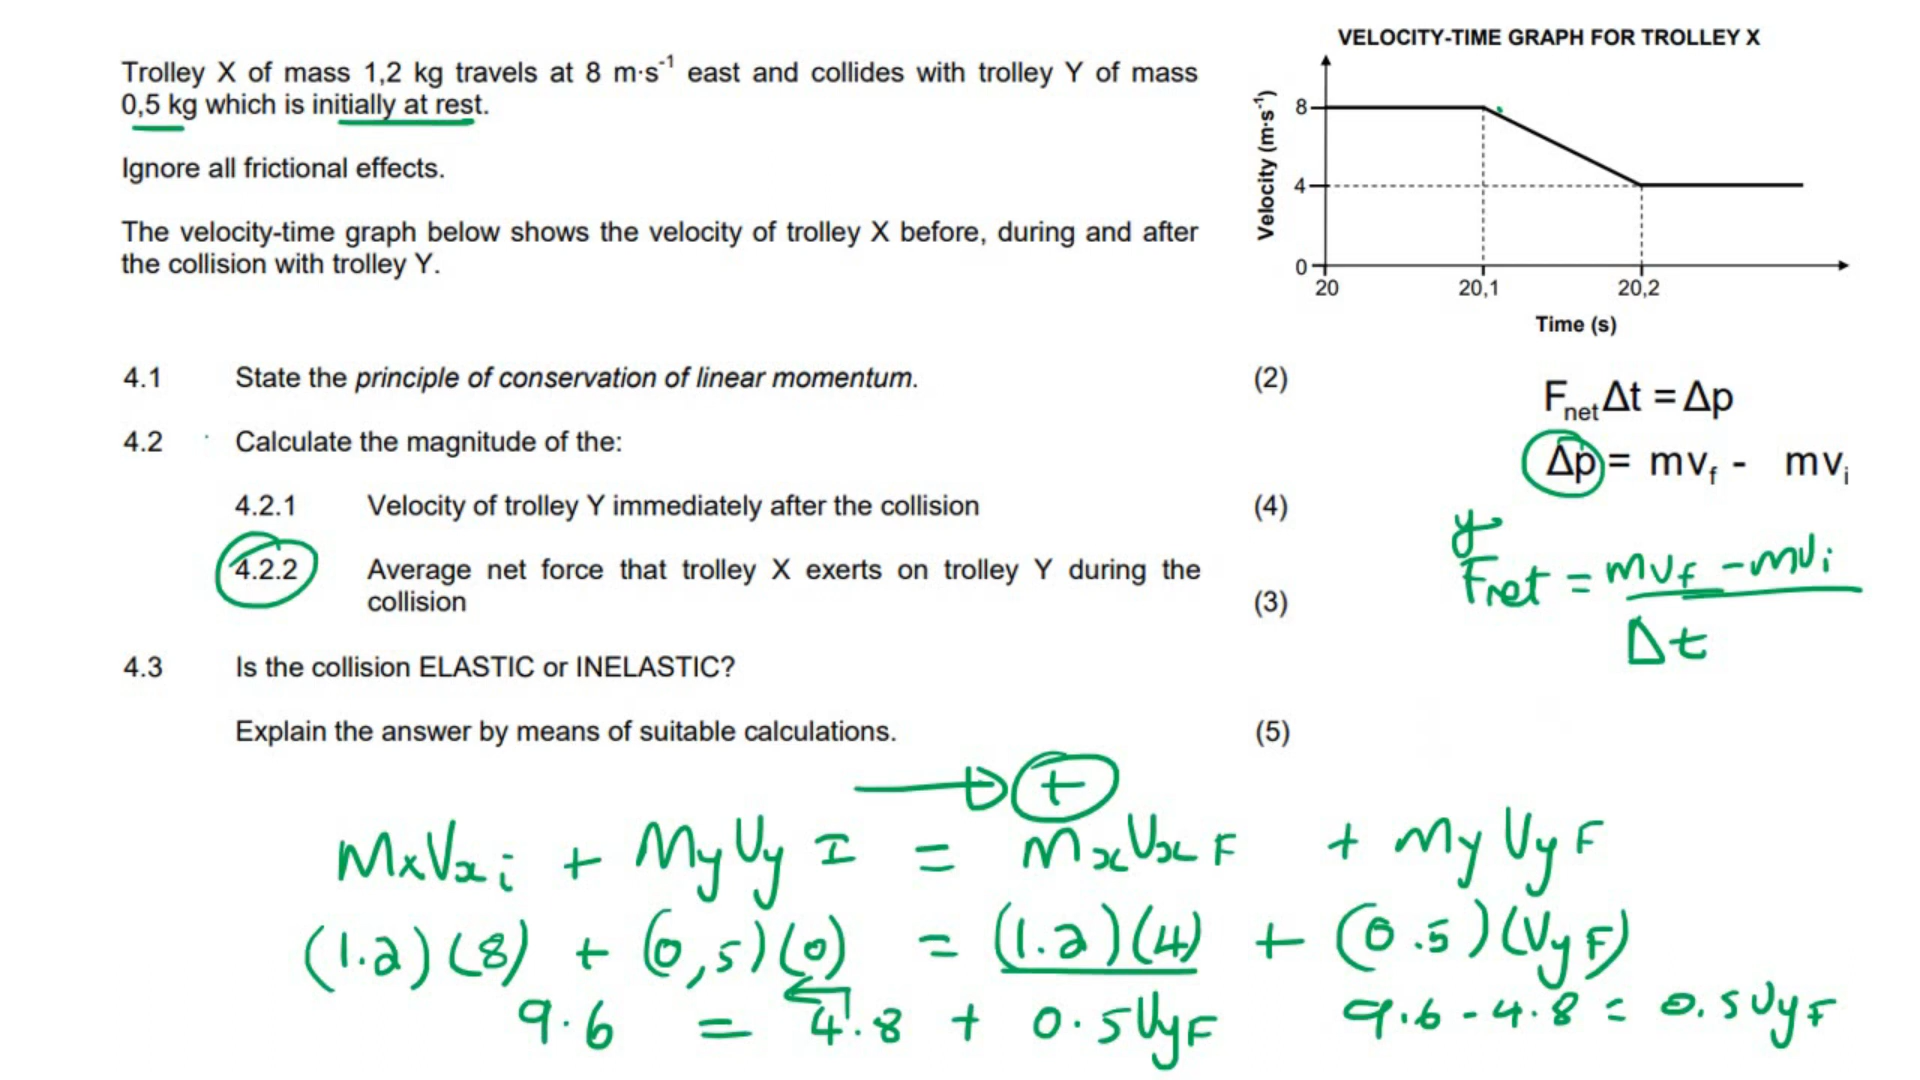 VELOCITY-TIME GRAPH FOR TROLLEY X
Trolley X of mass 1,2 kg travels at 8 m·s⁻¹ east and collides with trolley Y of mass
0,5 kg which is initially at rest.
Ignore all frictional effects.
The velocity-time graph below shows the velocity of trolley X before, during and after
the collision with trolley Y.
Velocity (m·s⁻¹)
8
4
0
20
20,1
20,2
Time (s)
4.1 State the principle of conservation of linear momentum. (2)
4.2 Calculate the magnitude of the:
4.2.1 Velocity of trolley Y immediately after the collision (4)
4.2.2 Average net force that trolley X exerts on trolley Y during the
collision (3)
4.3 Is the collision ELASTIC or INELASTIC?
Explain the answer by means of suitable calculations. (5)
FnetΔt = Δp
Δp = mvf - mvi
y
Fnet = mvf - mvi
Δt
+
MxVxi + MyVyI = mxVxF + myVyF
(1.2)(8) + (0,5)(0) = (1.2)(4) + (0.5)(VyF)
9.6 = 4.8 + 0.5VyF
9.6 - 4.8 = 0.5VyF